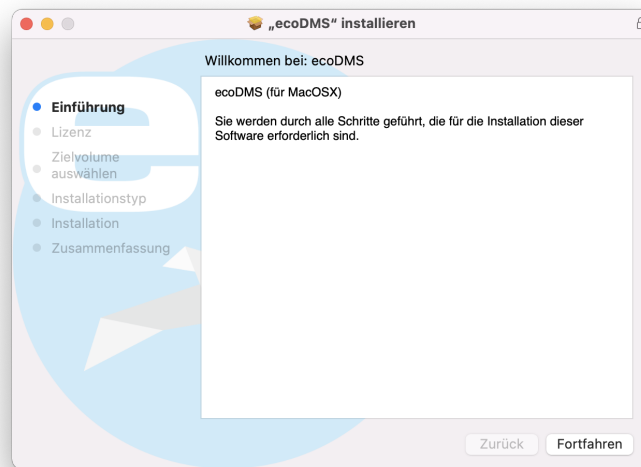 „ecoDMS“ installieren
Willkommen bei: ecoDMS
Einführung
Lizenz
Zielvolume
auswählen
Installationstyp
Installation
Zusammenfassung
ecoDMS (für MacOSX)
Sie werden durch alle Schritte geführt, die für die Installation dieser
Software erforderlich sind.
Zurück
Fortfahren